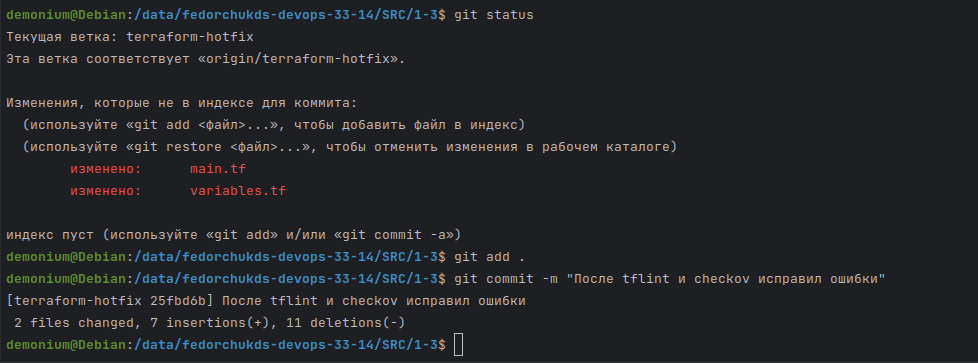 demonium@Debian:/data/fedorchukds-devops-33-14/SRC/1-3$ git status
Текущая ветка: terraform-hotfix
Эта ветка соответствует «origin/terraform-hotfix».
Изменения, которые не в индексе для коммита:
(используйте «git add <файл>...», чтобы добавить файл в индекс)
(используйте «git restore <файл>...», чтобы отменить изменения в рабочем каталоге)
изменено:      main.tf
изменено:      variables.tf
индекс пуст (используйте «git add» и/или «git commit -a»)
demonium@Debian:/data/fedorchukds-devops-33-14/SRC/1-3$ git add .
demonium@Debian:/data/fedorchukds-devops-33-14/SRC/1-3$ git commit -m "После tflint и checkov исправил ошибки"
[terraform-hotfix 25fbd6b] После tflint и checkov исправил ошибки
2 files changed, 7 insertions(+), 11 deletions(-)
demonium@Debian:/data/fedorchukds-devops-33-14/SRC/1-3$